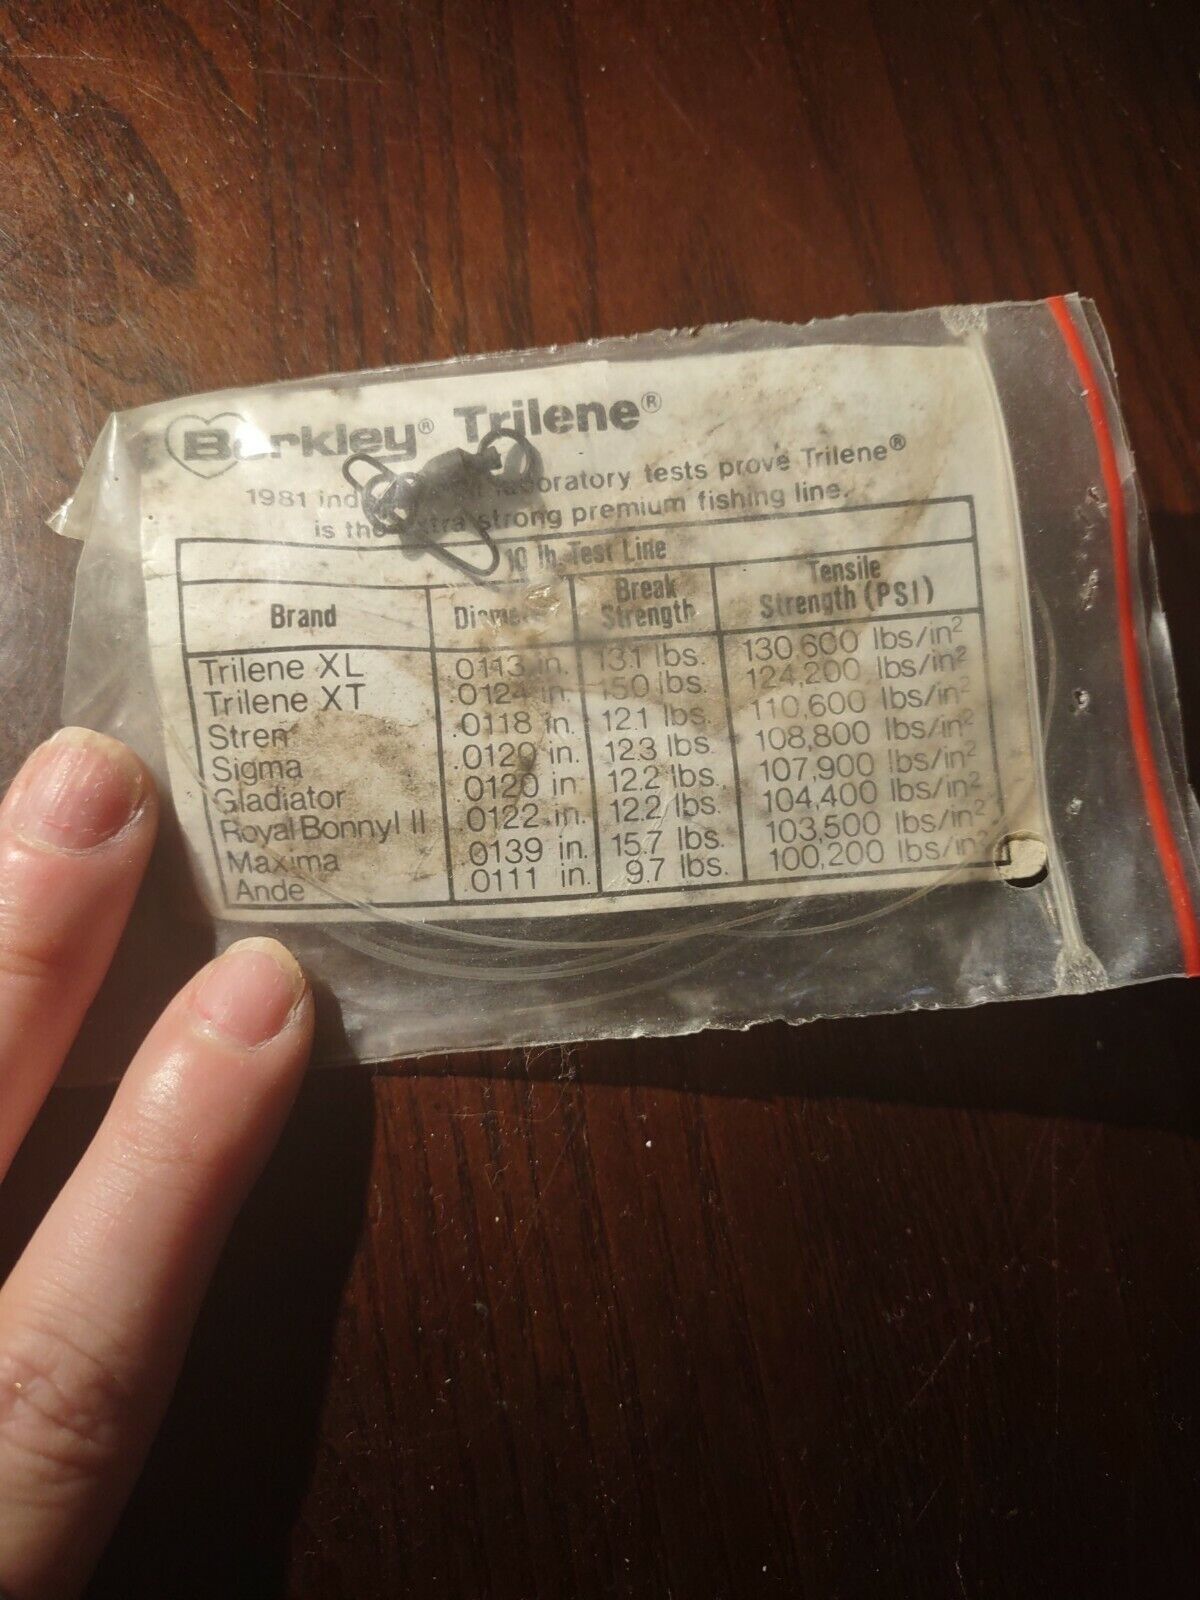 Berkley® Trilene®
1981 laboratory tests prove Trilene®
is the extra strong premium fishing line.
10 lb. Test Line
Brand Diameter Break Strength Tensile Strength (PSI)
Trilene XL .0113 in. 13.1 lbs. 130,600 lbs/in²
Trilene XT .0124 in. 15.0 lbs. 124,200 lbs/in²
Stren .0118 in. 12.1 lbs. 110,600 lbs/in²
Sigma .0120 in. 12.3 lbs. 108,800 lbs/in²
Gladiator .0120 in 12.2 lbs. 107,900 lbs/in²
Royal Bonnyl II .0122 in. 12.2 lbs. 104,400 lbs/in²
Maxima .0139 in. 15.7 lbs. 103,500 lbs/in²
Ande .0111 in. 9.7 lbs. 100,200 lbs/in²